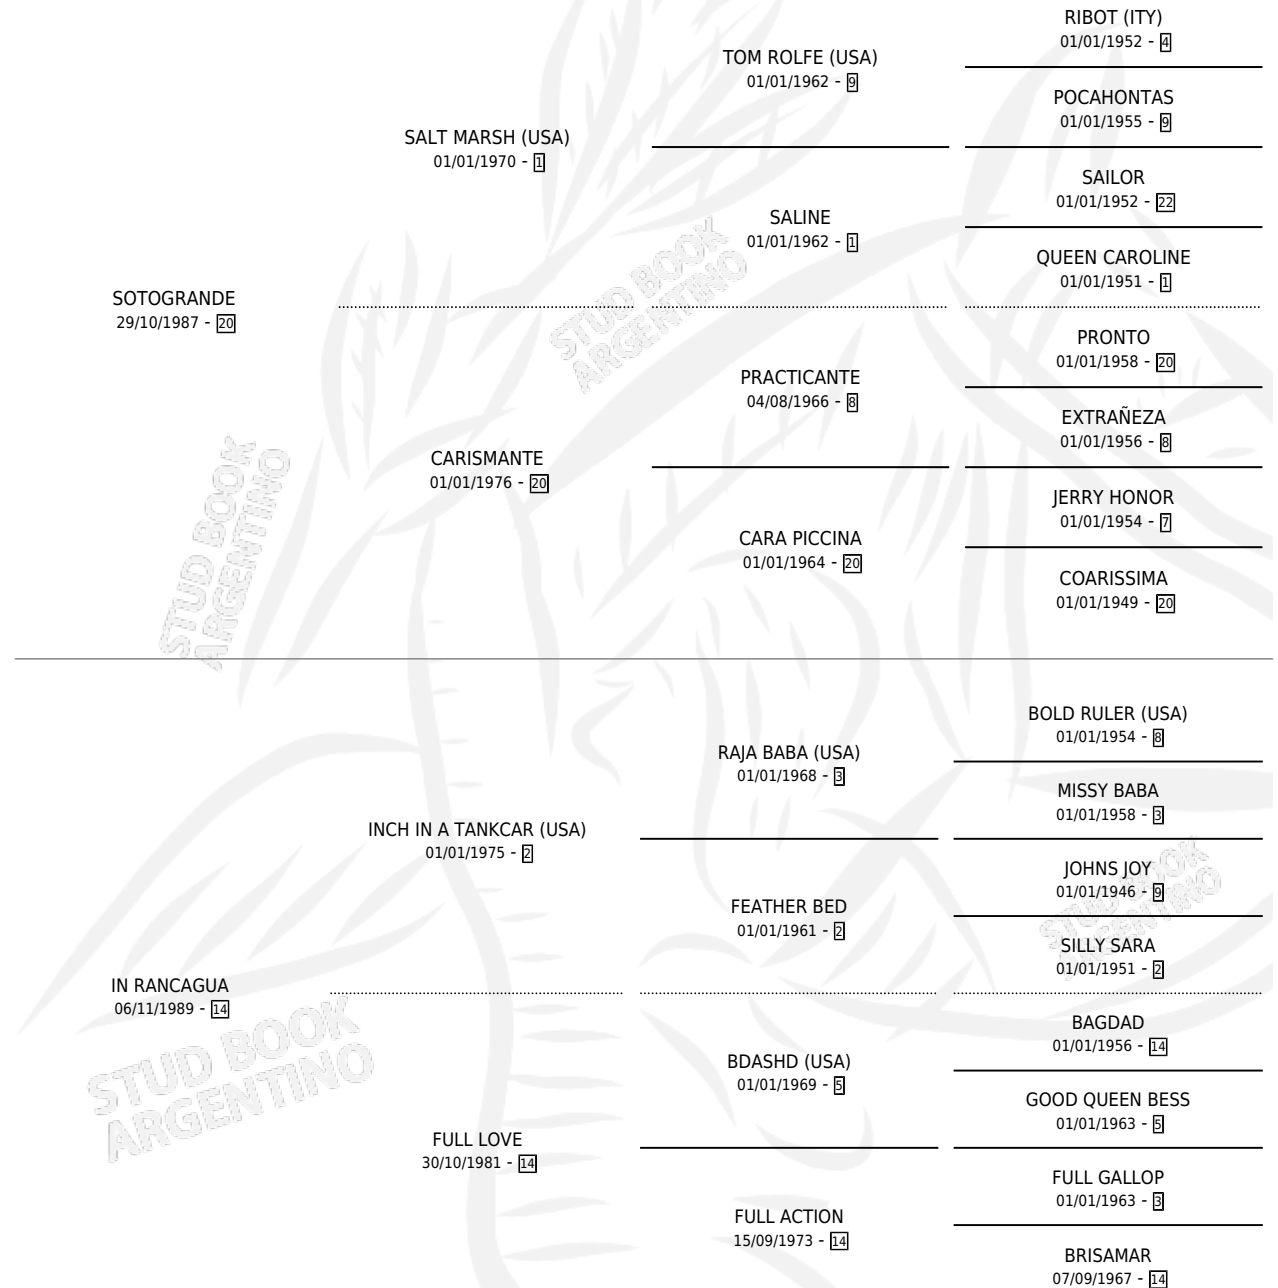 RIBOT (ITY)
01/01/1952 - 4
TOM ROLFE (USA)
01/01/1962 - 9
POCAHONTAS
01/01/1955 - 9
SALT MARSH (USA)
01/01/1970 - 1
SAILOR
01/01/1952 - 22
SALINE
01/01/1962 - 1
QUEEN CAROLINE
01/01/1951 - 1
SOTOGRANDE
29/10/1987 - 20
PRONTO
01/01/1958 - 20
PRACTICANTE
04/08/1966 - 8
EXTRAÑEZA
01/01/1956 - 8
CARISMANTE
01/01/1976 - 20
JERRY HONOR
01/01/1954 - 7
CARA PICCINA
01/01/1964 - 20
COARISSIMA
01/01/1949 - 20
BOLD RULER (USA)
01/01/1954 - 8
RAJA BABA (USA)
01/01/1968 - 3
MISSY BABA
01/01/1958 - 3
INCH IN A TANKCAR (USA)
01/01/1975 - 2
JOHNS JOY
01/01/1946 - 9
FEATHER BED
01/01/1961 - 2
SILLY SARA
01/01/1951 - 2
IN RANCAGUA
06/11/1989 - 14
BAGDAD
01/01/1956 - 14
BDASHD (USA)
01/01/1969 - 5
GOOD QUEEN BESS
01/01/1963 - 5
FULL LOVE
30/10/1981 - 14
FULL GALLOP
01/01/1963 - 3
FULL ACTION
15/09/1973 - 14
BRISAMAR
07/09/1967 - 14
STUD BOOK
ARGENTINO
STUD BOOK
ARGENTINO
STUD BOOK
ARGENTINO
STUD BOOK
ARGENTINO